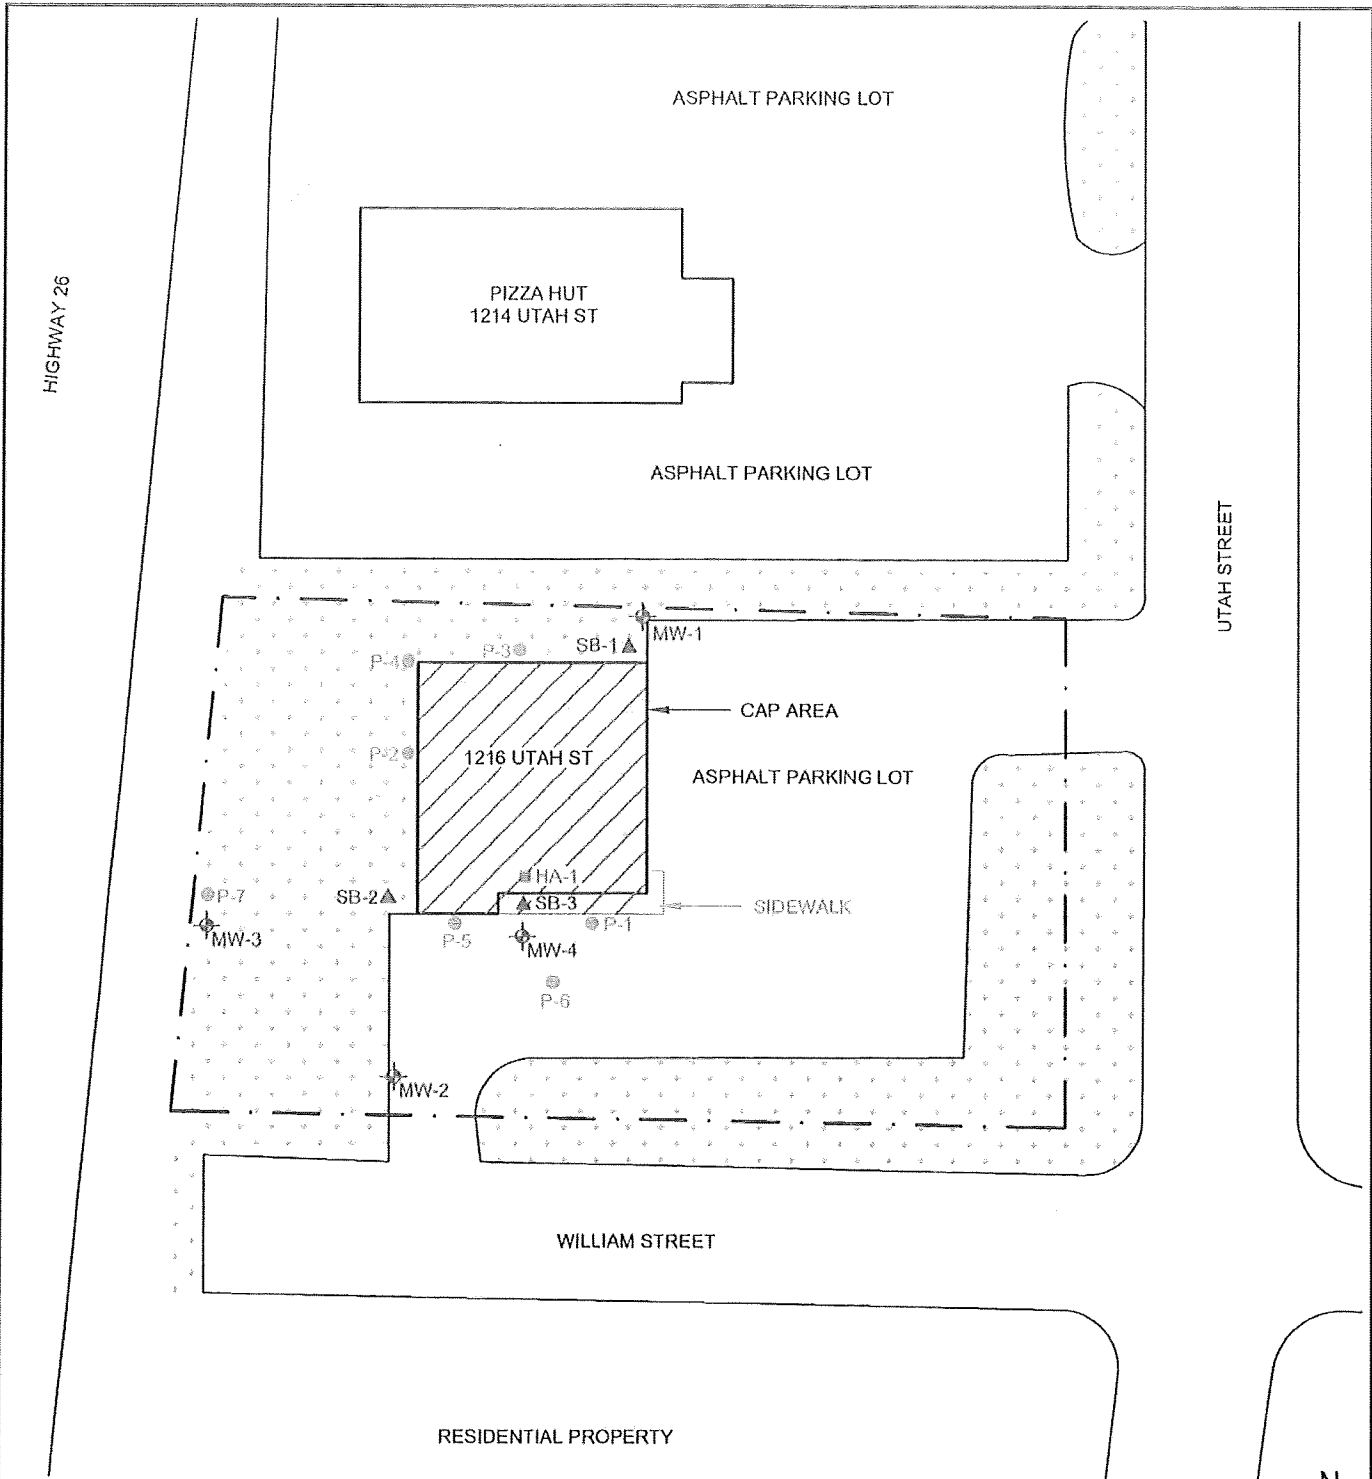 ASPHALT PARKING LOT
HIGHWAY 26
PIZZA HUT
1214 UTAH ST
ASPHALT PARKING LOT
UTAH STREET
MW-1
SB-1
P-3
P-4
CAP AREA
P-2
1216 UTAH ST
ASPHALT PARKING LOT
HA-1
P-7
SB-2
SB-3
SIDEWALK
MW-3
P-5
P-1
MW-4
P-6
MW-2
WILLIAM STREET
RESIDENTIAL PROPERTY
N